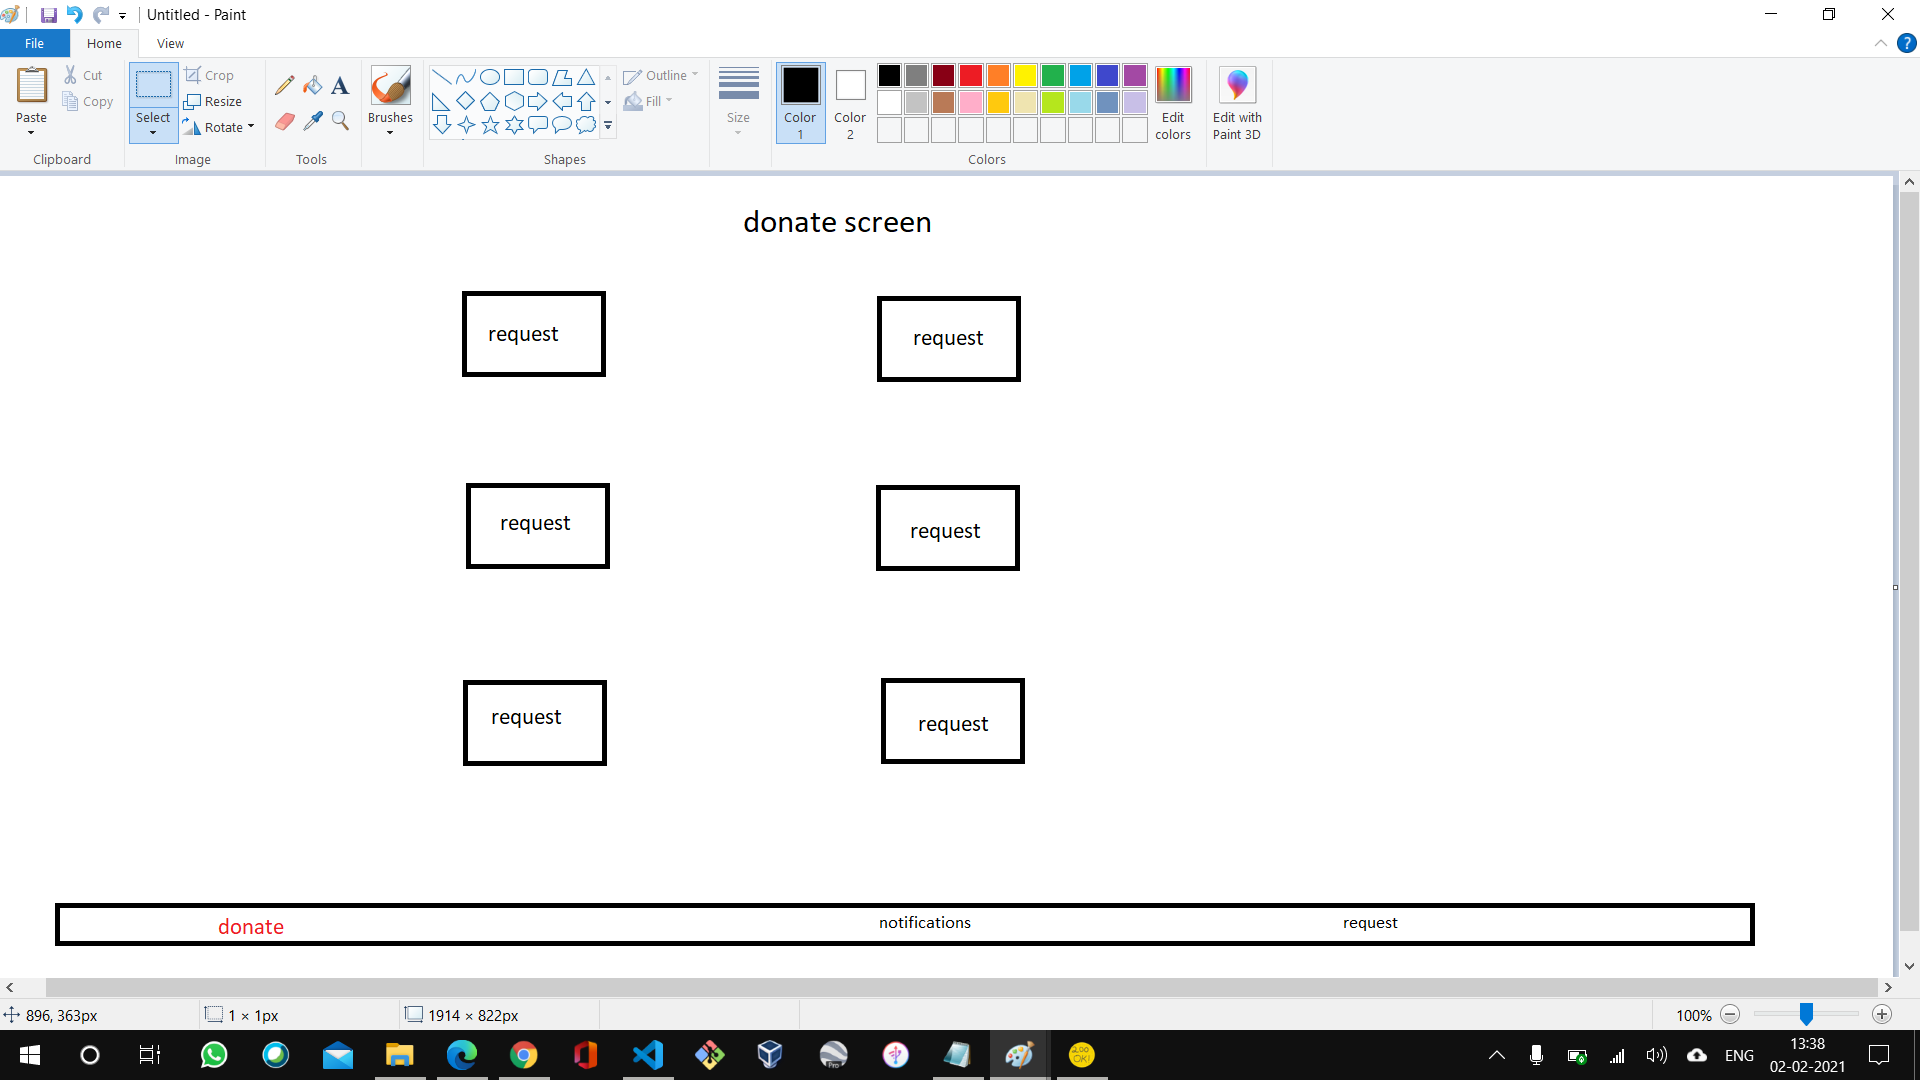 Untitled - Paint
File Home View
Paste Cut Copy Clipboard
Select Crop Resize Rotate Image
Tools
Brushes
Outline Fill Shapes
Size
Color 1 Color 2 Edit colors Colors
Edit with Paint 3D
donate screen
request request
request request
request request
donate notifications request
896, 363px 1 × 1px 1914 × 822px 100%
ENG 13:38
02-02-2021